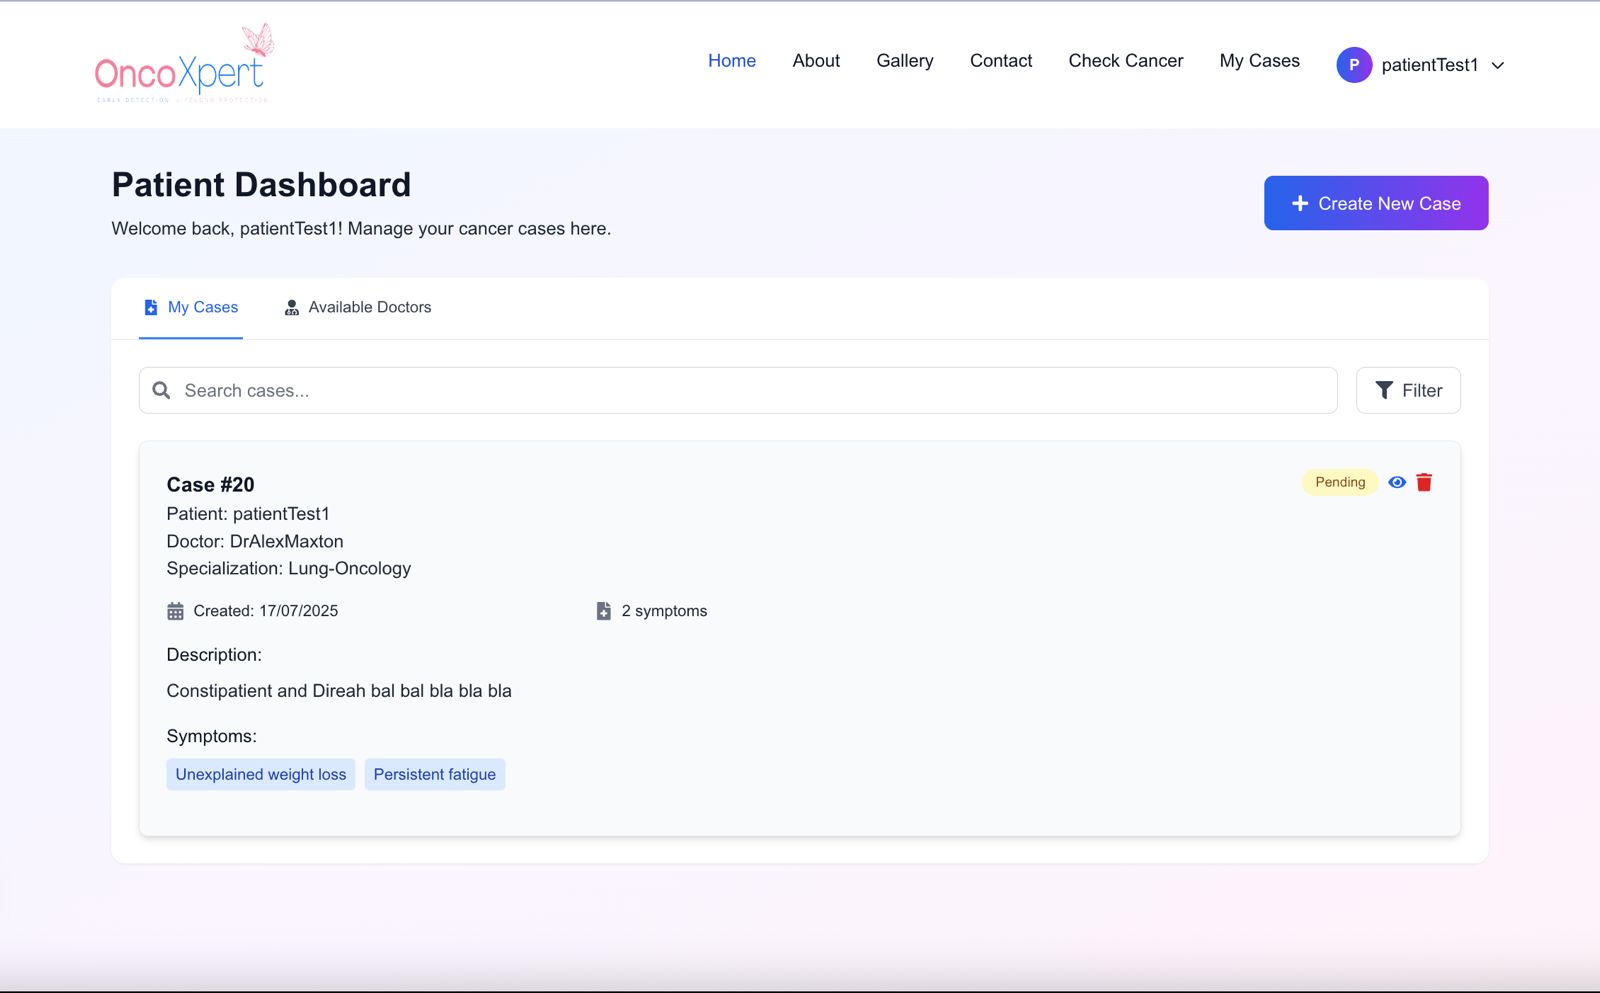 OncoXpert
EARLY DETECTION LIFELONG PROTECTION
Home About Gallery Contact Check Cancer My Cases P patientTest1
Patient Dashboard
Create New Case
Welcome back, patientTest1! Manage your cancer cases here.
My Cases Available Doctors
Search cases... Filter
Case #20 Pending
Patient: patientTest1
Doctor: DrAlexMaxton
Specialization: Lung-Oncology
Created: 17/07/2025 2 symptoms
Description:
Constipatient and Direah bal bal bla bla bla
Symptoms:
Unexplained weight loss Persistent fatigue